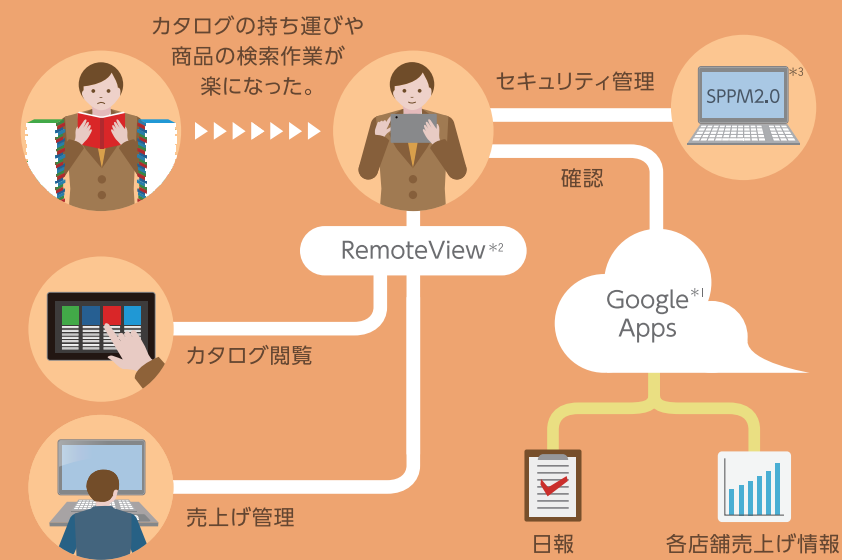 カタログの持ち運びや
商品の検索作業が
楽になった。
セキュリティ管理
SPPM2.0
*3
確認
RemoteView*2
Google*1
Apps
カタログ閲覧
売上げ管理
日報
各店舗売上げ情報